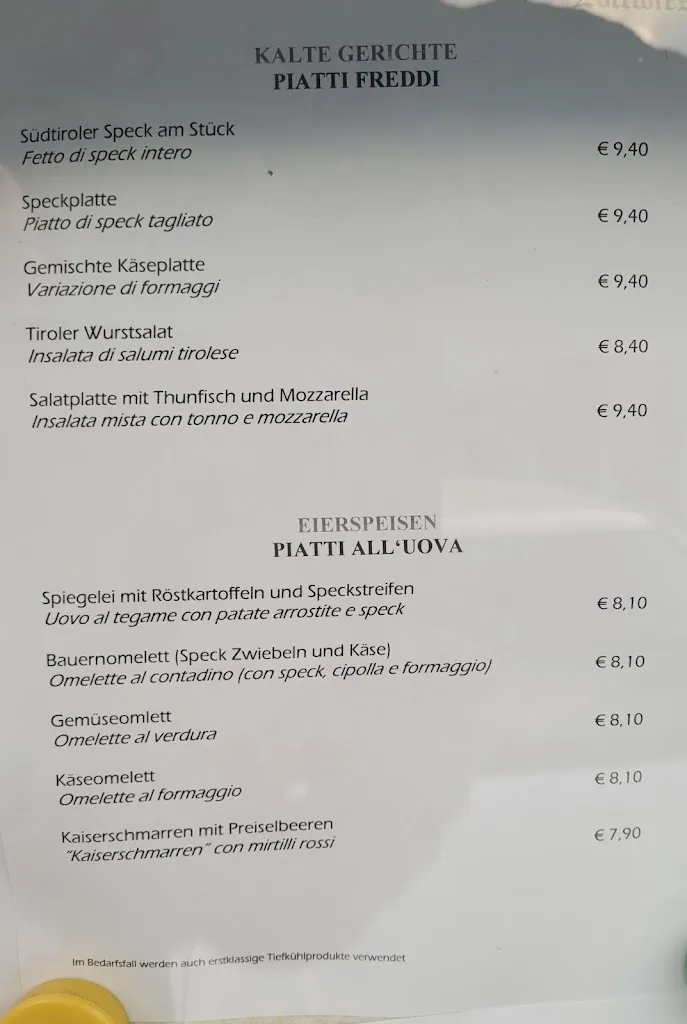 KALTE GERICHTE
PIATTI FREDDI
Südtiroler Speck am Stück
Fetto di speck intero
€ 9,40
Speckplatte
Piatto di speck tagliato
€ 9,40
Gemischte Käseplatte
Variazione di formaggi
€ 9,40
Tiroler Wurstsalat
Insalata di salumi tirolese
€ 8,40
Salatplatte mit Thunfisch und Mozzarella
Insalata mista con tonno e mozzarella
€ 9,40
EIERSPEISEN
PIATTI ALL‘UOVA
Spiegelei mit Röstkartoffeln und Speckstreifen
Uovo al tegame con patate arrostite e speck
€ 8,10
Bauernomelett (Speck Zwiebeln und Käse)
Omelette al contadino (con speck, cipolla e formaggio)
€ 8,10
Gemüseomlett
Omelette al verdura
€ 8,10
Käseomelett
Omelette al formaggio
€ 8,10
Kaiserschmarren mit Preiselbeeren
"Kaiserschmarren" con mirtilli rossi
€ 7,90
Im Bedarfsfall werden auch erstklassige Tiefkühlprodukte verwendet